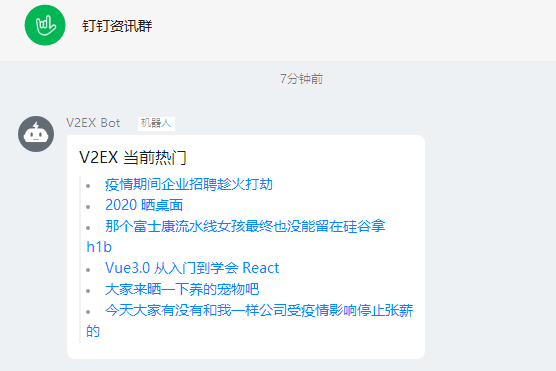 钉钉资讯群
7分钟前
V2EX Bot 机器人
V2EX 当前热门
疫情期间企业招聘趁火打劫
2020 晒桌面
那个富士康流水线女孩最终也没能留在硅谷拿
h1b
Vue3.0 从入门到学会 React
大家来晒一下养的宠物吧
今天大家有没有和我一样公司受疫情影响停止张薪
的